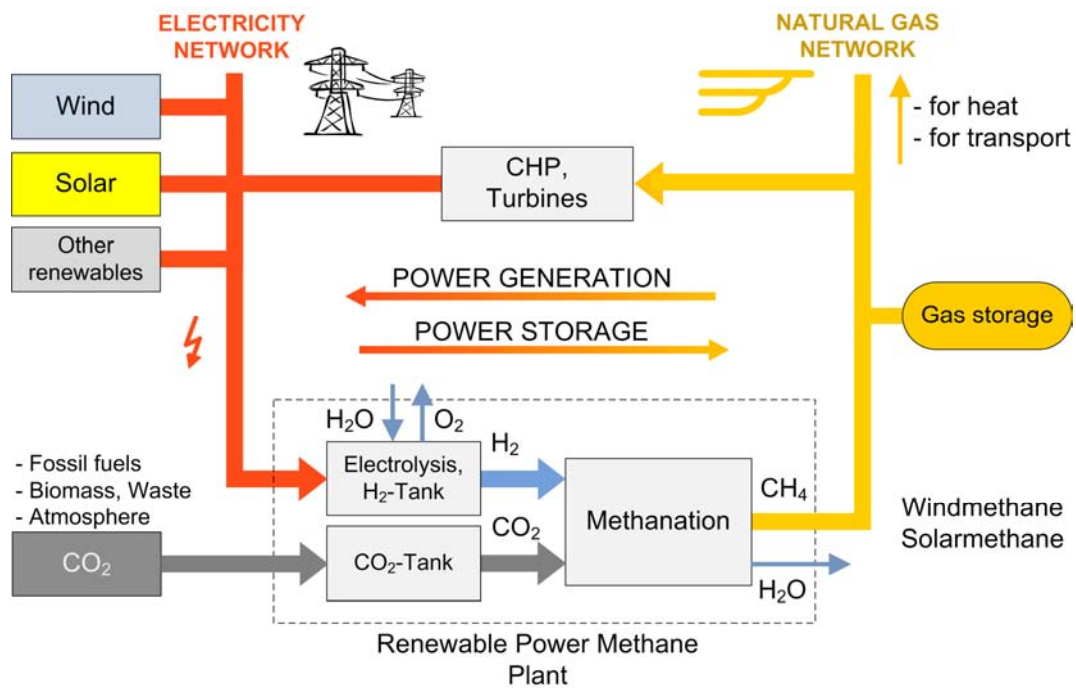 ELECTRICITY
NETWORK
NATURAL GAS
NETWORK
Wind
- for heat
- for transport
Solar
CHP,
Turbines
Other
renewables
POWER GENERATION
POWER STORAGE
Gas storage
H₂O
O₂
H₂
- Fossil fuels
- Biomass, Waste
- Atmosphere
Electrolysis,
H₂-Tank
CO₂
CO₂-Tank
CO₂
Methanation
CH₄
H₂O
Windmethane
Solarmethane
Renewable Power Methane
Plant